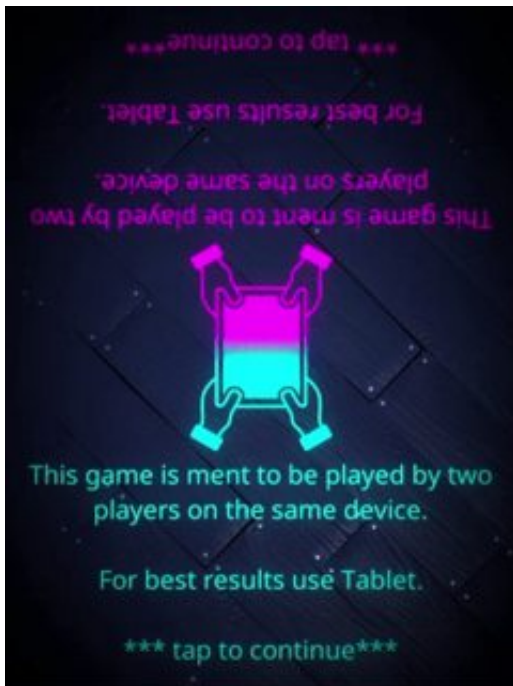 *** tap to continue***
For best results use Tablet.
players on the same device.
This game is ment to be played by two
This game is ment to be played by two
players on the same device.
For best results use Tablet.
*** tap to continue***